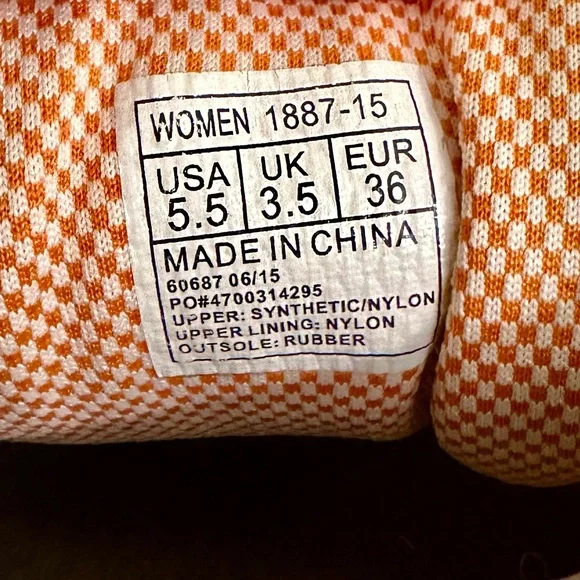 WOMEN 1887-15
USA UK EUR
5.5 3.5 36
MADE IN CHINA
60687 06/15
PO#4700314295
UPPER: SYNTHETIC/NYLON
UPPER LINING: NYLON
OUTSOLE: RUBBER